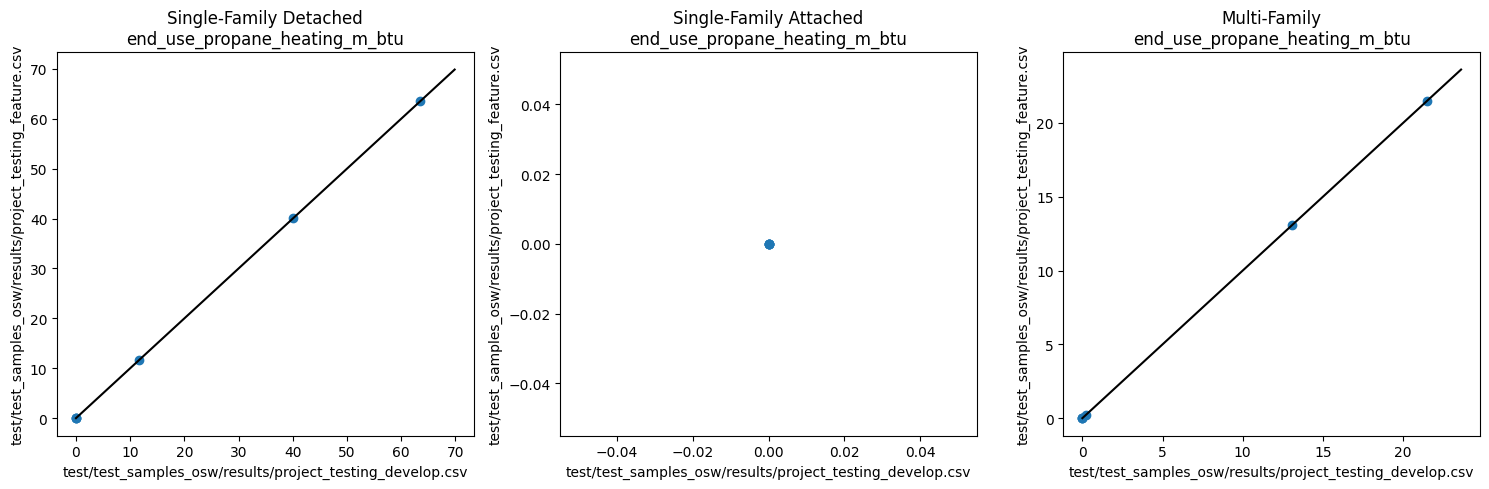 Single-Family Detached
end_use_propane_heating_m_btu
test/test_samples_osw/results/project_testing_feature.csv
70
60
50
40
30
20
10
0
0 10 20 30 40 50 60 70
test/test_samples_osw/results/project_testing_develop.csv
Single-Family Attached
end_use_propane_heating_m_btu
test/test_samples_osw/results/project_testing_feature.csv
0.04
0.02
0.00
−0.02
−0.04
−0.04 −0.02 0.00 0.02 0.04
test/test_samples_osw/results/project_testing_develop.csv
Multi-Family
end_use_propane_heating_m_btu
test/test_samples_osw/results/project_testing_feature.csv
20
15
10
5
0
0 5 10 15 20
test/test_samples_osw/results/project_testing_develop.csv